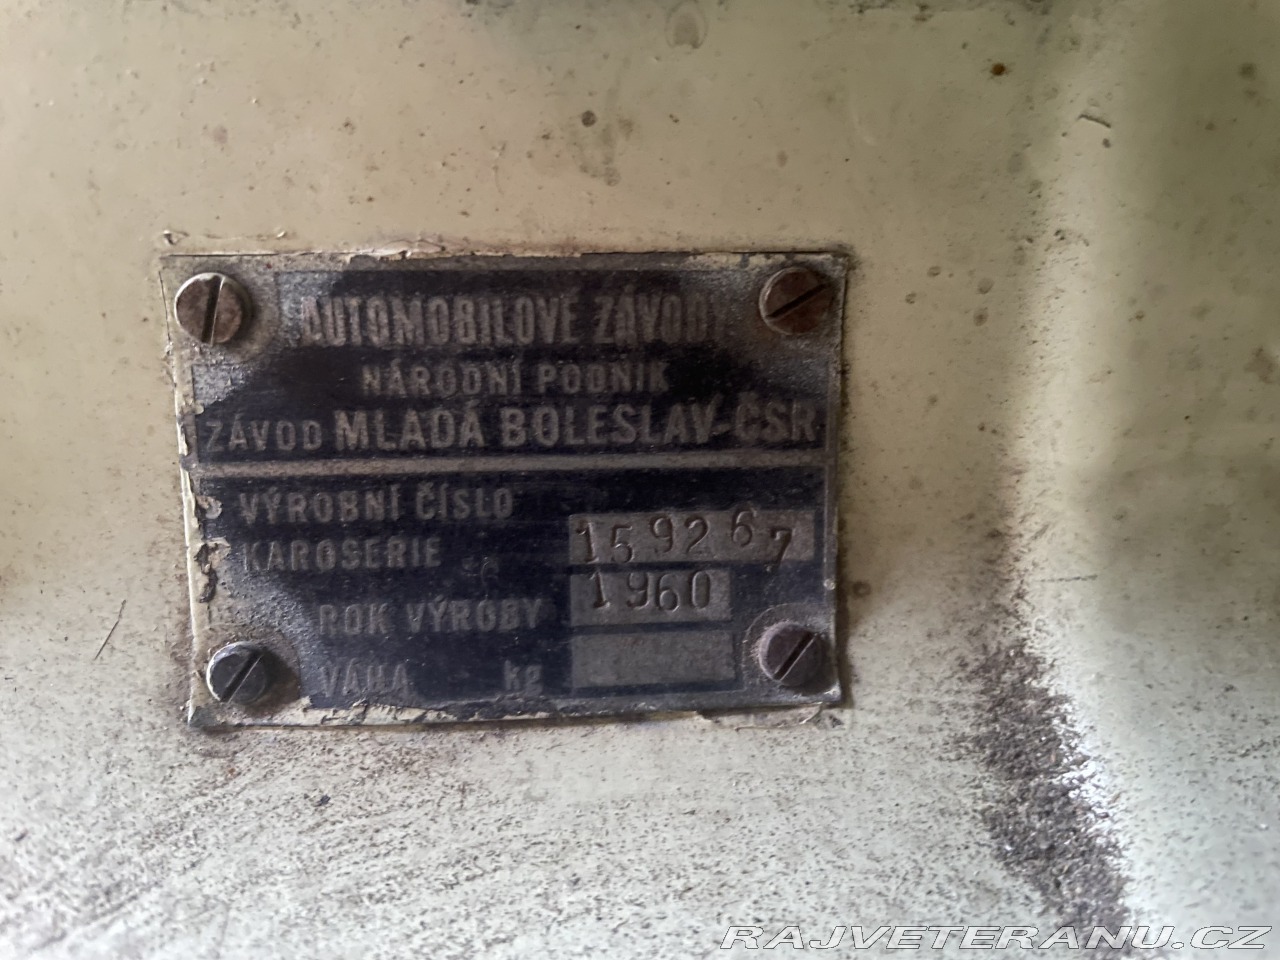 AUTOMOBILOVÉ ZÁVODY
NÁRODNÍ PODNIK
ZÁVOD MLADÁ BOLESLAV-ČSR
VÝROBNÍ ČÍSLO
KAROSERIE 159267
ROK VÝROBY 1960
VÁHA kg
RAJVETERANU.CZ